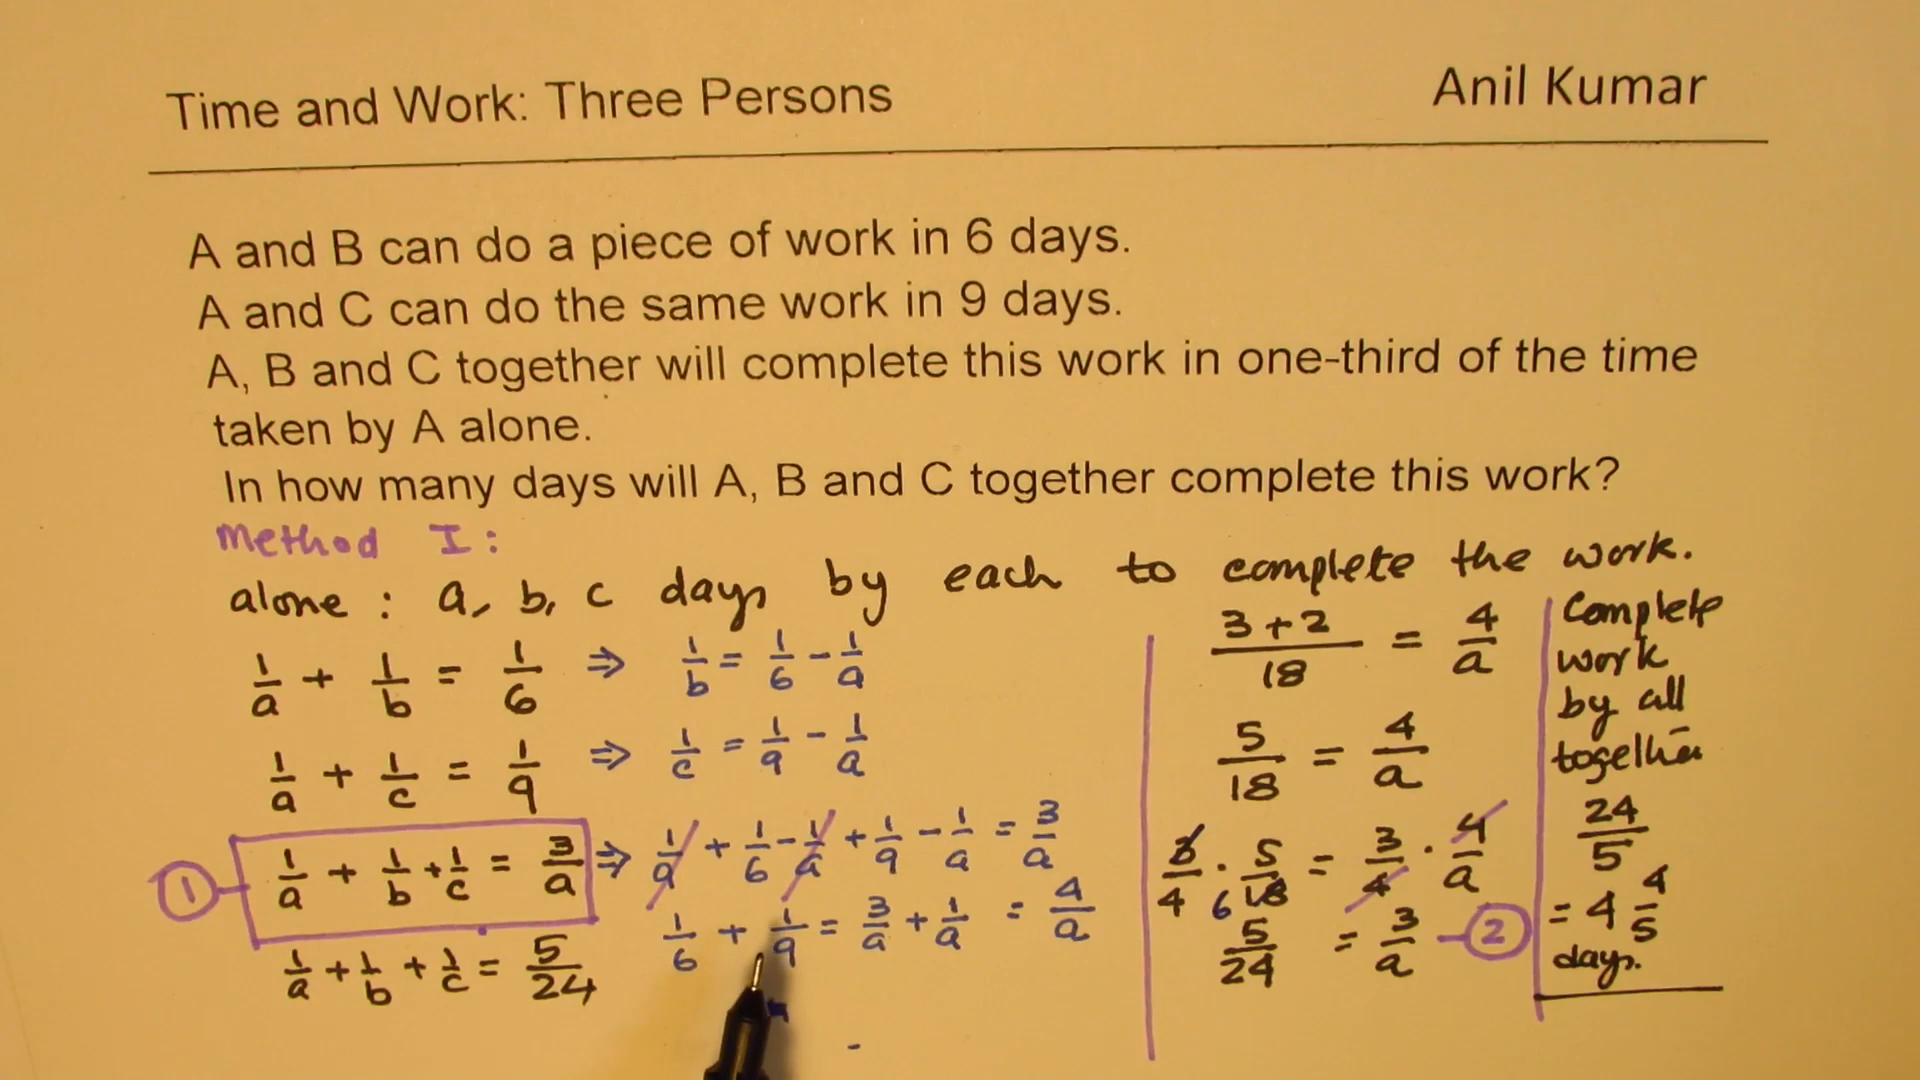 Time and Work: Three Persons
Anil Kumar
A and B can do a piece of work in 6 days.
A and C can do the same work in 9 days.
A, B and C together will complete this work in one-third of the time
taken by A alone.
In how many days will A, B and C together complete this work?
Method I:
alone : a, b, c days by each to complete the work.
1/a + 1/b = 1/6 ⇒ 1/b = 1/6 - 1/a
1/a + 1/c = 1/9 ⇒ 1/c = 1/9 - 1/a
① 1/a + 1/b + 1/c = 3/a ⇒ 1/a + 1/6 - 1/a + 1/9 - 1/a = 3/a
1/6 + 1/9 = 3/a + 1/a = 4/a
1/a + 1/b + 1/c = 5/24
3+2/18 = 4/a
5/18 = 4/a
3/4 · 5/18 = 3/4 · 4/a
6
5/24 = 3/a - ②
Complete
work
by all
together
24/5
= 4 4/5
days.